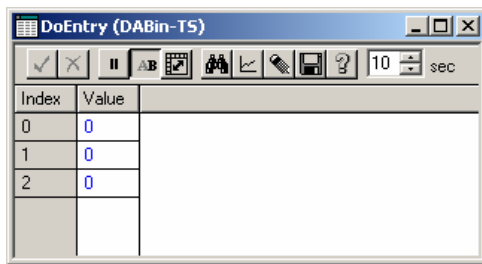 DoEntry (DABin-TS)
AB 10 sec
Index Value
0 0
1 0
2 0